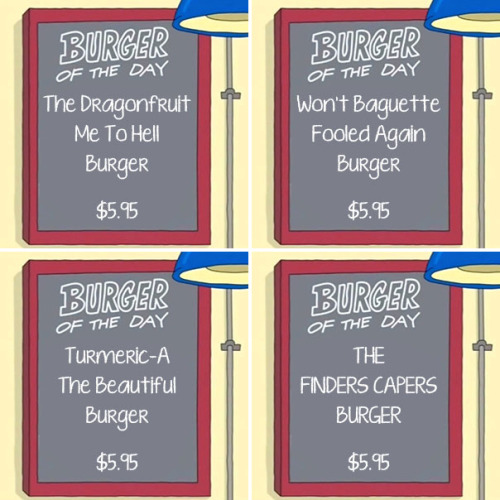 BURGER
OF THE DAY
The Dragonfruit
Me To Hell
Burger
$5.95
BURGER
OF THE DAY
Won't Baguette
Fooled Again
Burger
$5.95
BURGER
OF THE DAY
Turmeric-A
The Beautiful
Burger
$5.95
BURGER
OF THE DAY
THE
FINDERS CAPERS
BURGER
$5.95